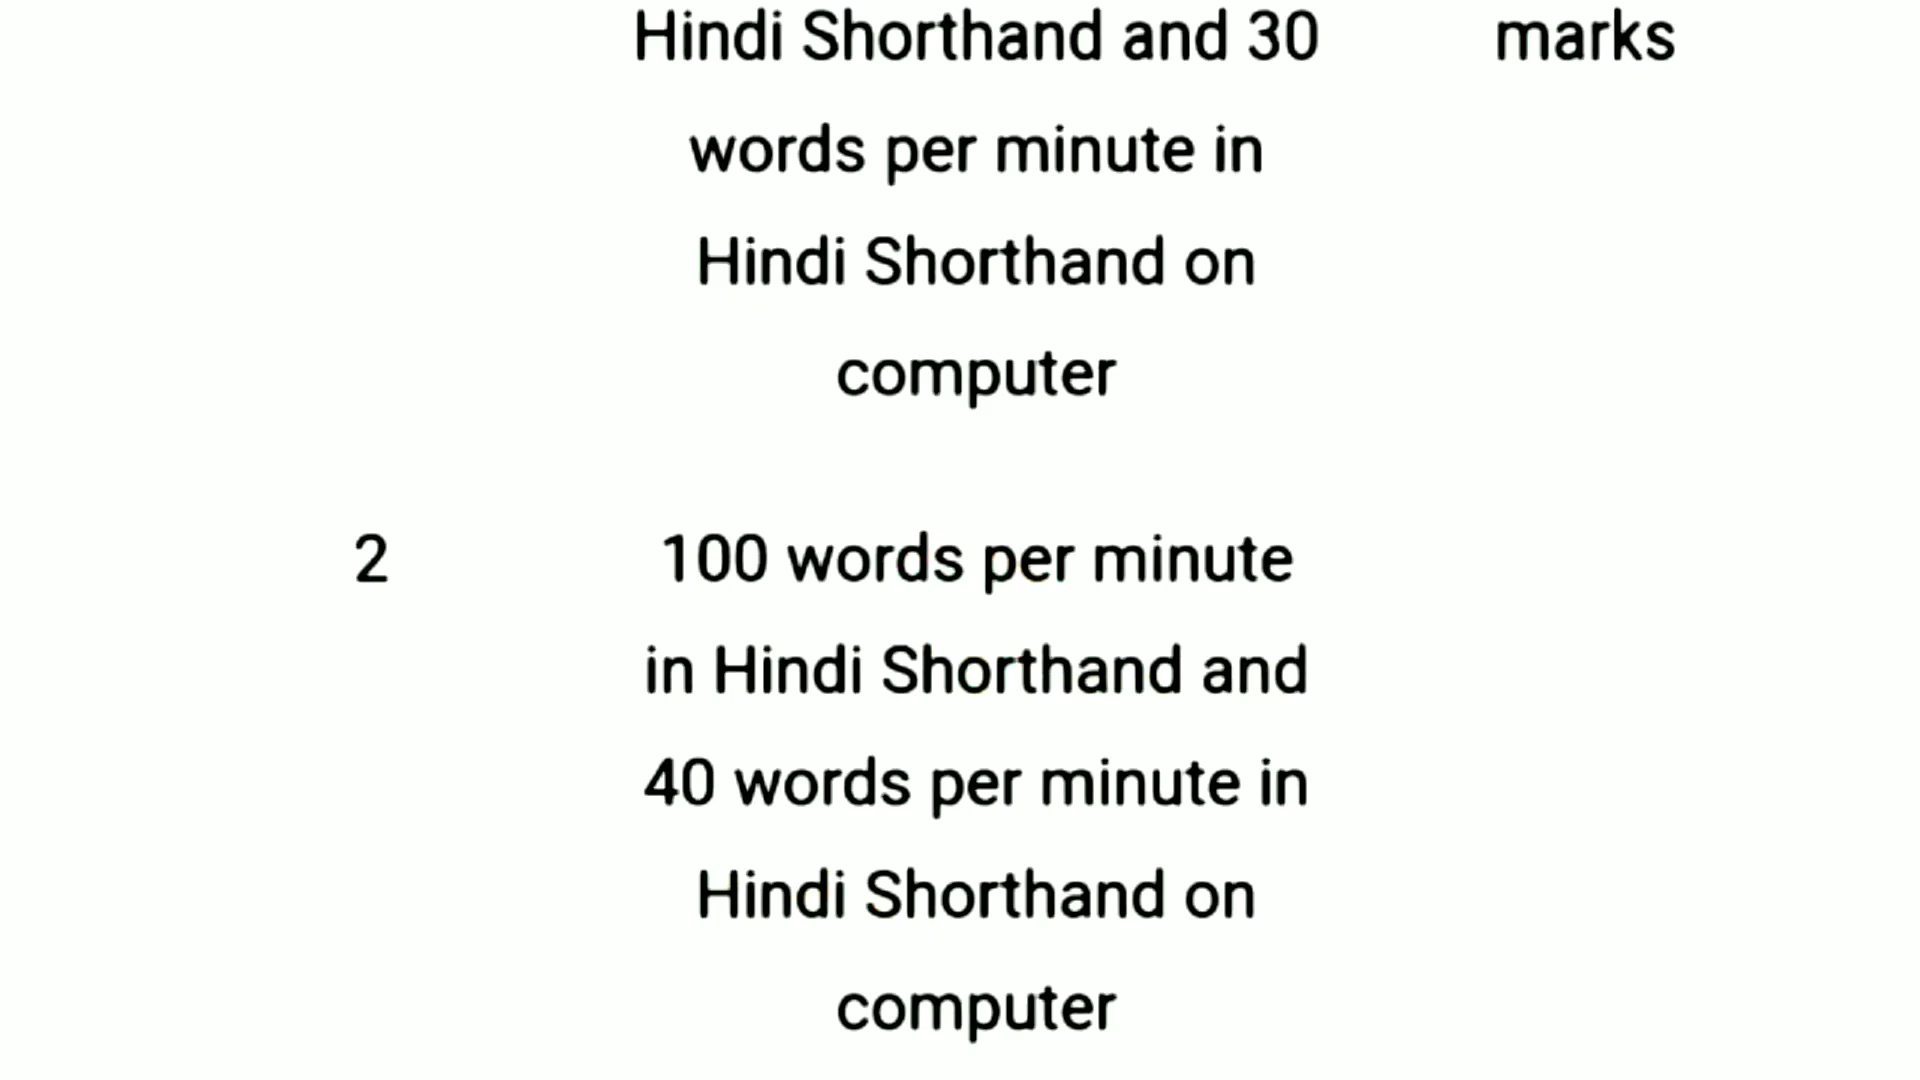 Hindi Shorthand and 30 marks
words per minute in
Hindi Shorthand on
computer
2 100 words per minute
in Hindi Shorthand and
40 words per minute in
Hindi Shorthand on
computer